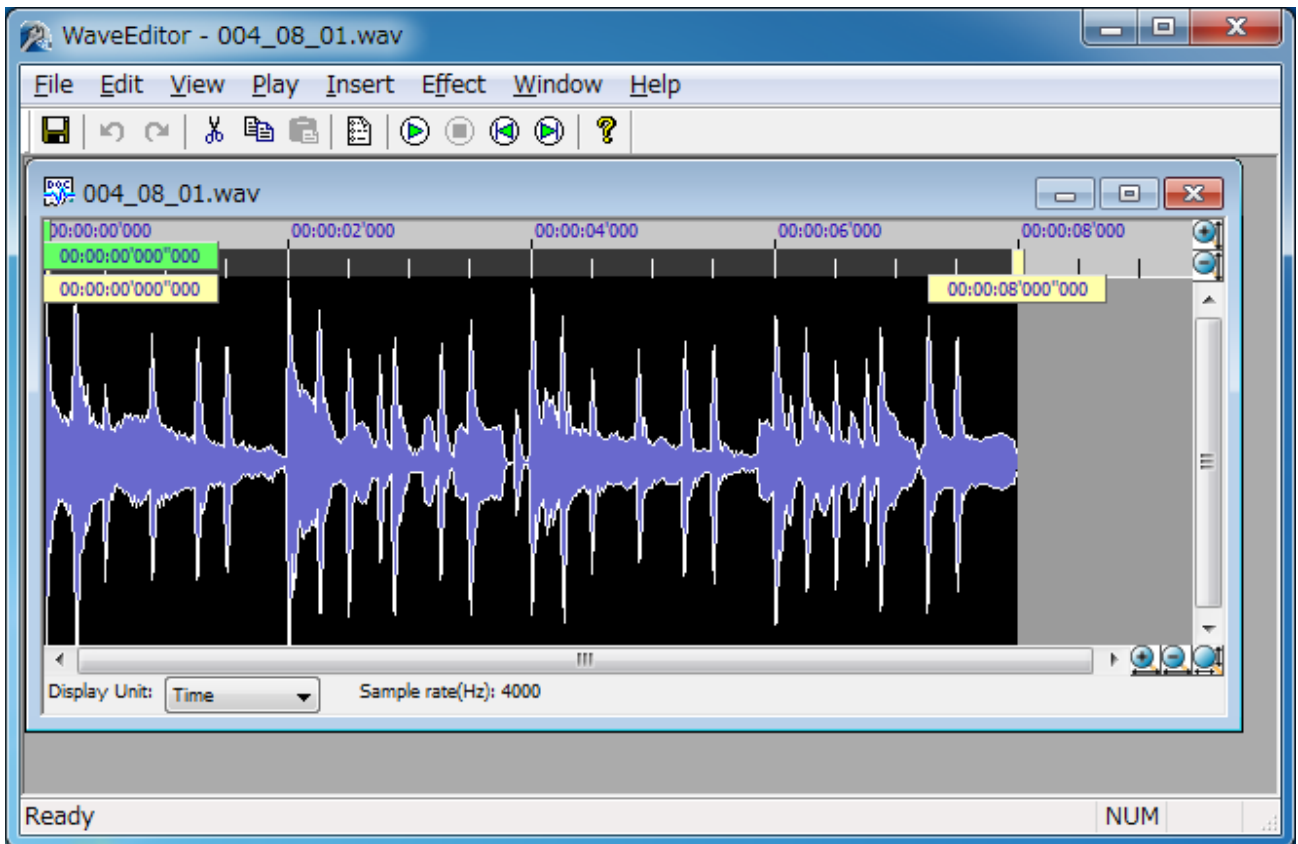 WaveEditor - 004_08_01.wav
File Edit View Play Insert Effect Window Help
DOC 004_08_01.wav
00:00:00'000 00:00:02'000 00:00:04'000 00:00:06'000 00:00:08'000
00:00:00'000"000
00:00:00'000"000 00:00:08'000"000
Display Unit: Time Sample rate(Hz): 4000
Ready NUM